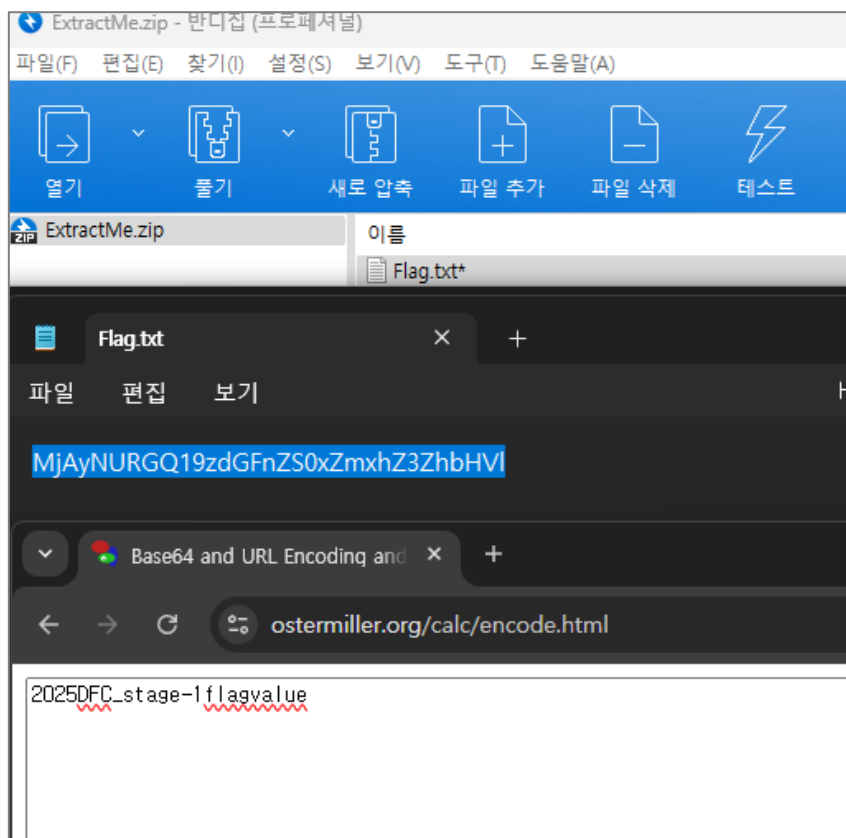 ExtractMe.zip - 반디집 (프로페셔널)
파일(F) 편집(E) 찾기(I) 설정(S) 보기(V) 도구(T) 도움말(A)
열기 풀기 새로 압축 파일 추가 파일 삭제 테스트
ExtractMe.zip 이름
Flag.txt*
Flag.txt
파일 편집 보기
MjAyNURGQ19zdGFnZS0xZmxhZ3ZhbHVl
Base64 and URL Encoding and
ostermiller.org/calc/encode.html
2025DFC_stage-1flagvalue